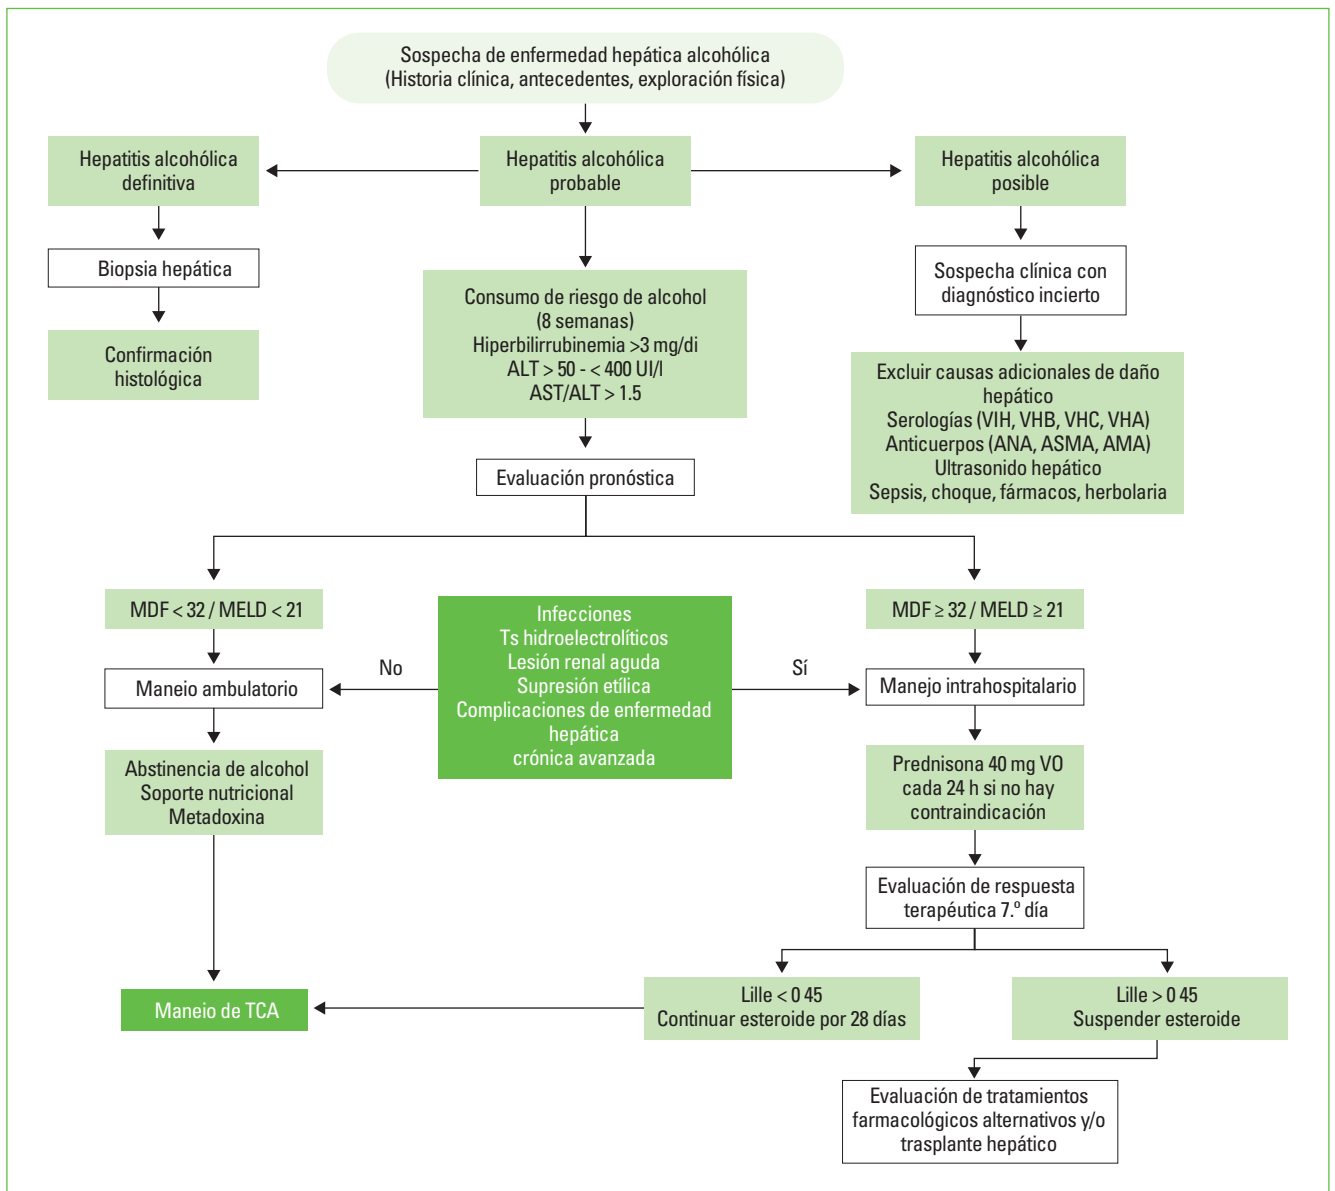 Sospecha de enfermedad hepática alcohólica
(Historia clínica, antecedentes, exploración física)
Hepatitis alcohólica
definitiva
Hepatitis alcohólica
probable
Hepatitis alcohólica
posible
Biopsia hepática
Confirmación
histológica
Consumo de riesgo de alcohol
(8 semanas)
Hiperbilirrubinemia >3 mg/di
ALT > 50 - < 400 UI/l
AST/ALT > 1.5
Sospecha clínica con
diagnóstico incierto
Excluir causas adicionales de daño
hepático
Serologías (VIH, VHB, VHC, VHA)
Anticuerpos (ANA, ASMA, AMA)
Ultrasonido hepático
Sepsis, choque, fármacos, herbolaria
Evaluación pronóstica
MDF < 32 / MELD < 21
Infecciones
Ts hidroelectrolíticos
Lesión renal aguda
Supresión etílica
Complicaciones de enfermedad
hepática
crónica avanzada
MDF ≥ 32 / MELD ≥ 21
No
Sí
Maneio ambulatorio
Manejo intrahospitalario
Abstinencia de alcohol
Soporte nutricional
Metadoxina
Prednisona 40 mg VO
cada 24 h si no hay
contraindicación
Evaluación de respuesta
terapéutica 7.º día
Maneio de TCA
Lille < 0 45
Continuar esteroide por 28 días
Lille > 0 45
Suspender esteroide
Evaluación de tratamientos
farmacológicos alternativos y/o
trasplante hepático